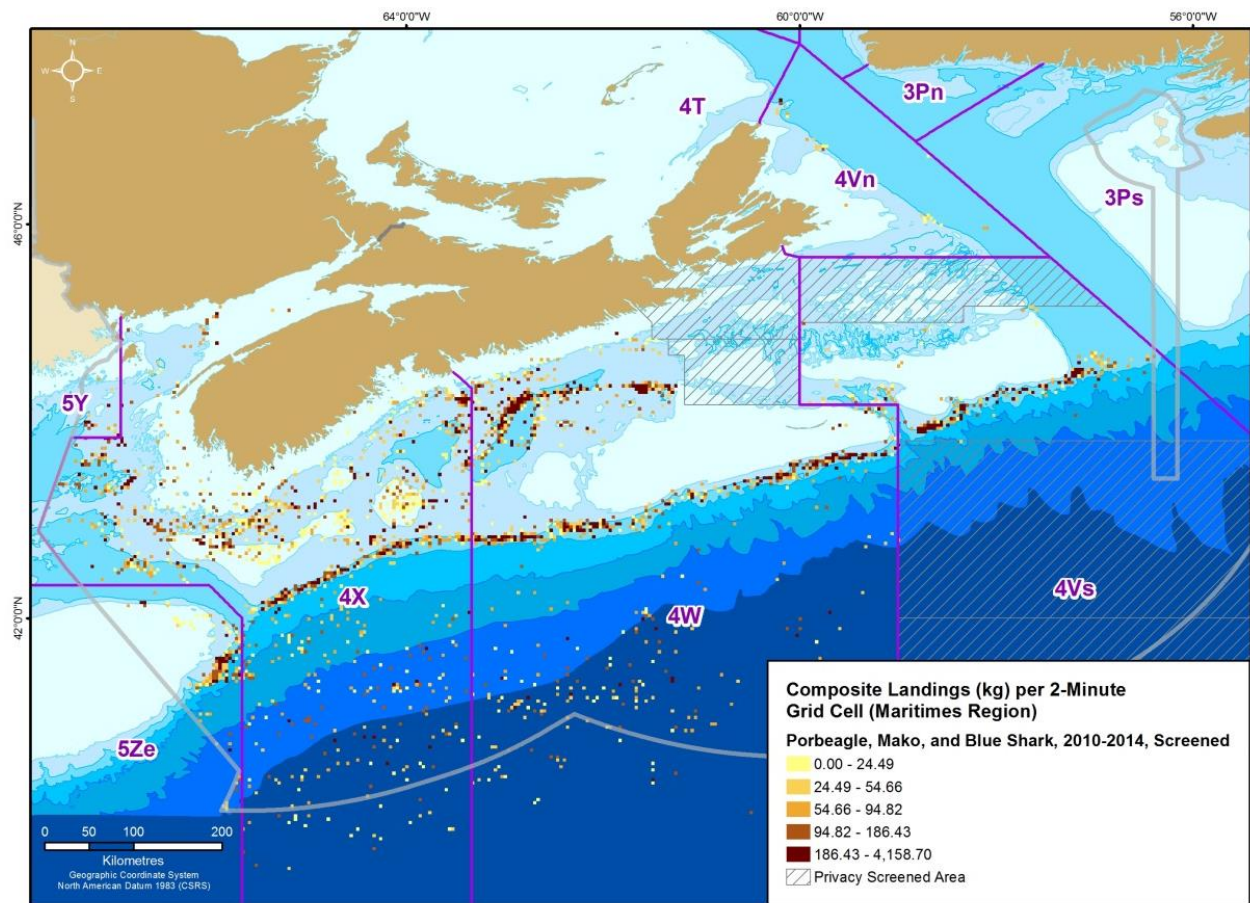 64°0'0"W
60°0'0"W
56°0'0"W
N
W
E
S
4T
3Pn
4Vn
3Ps
46°0'0"N
5Y
4X
4W
4Vs
42°0'0"N
5Ze
0 50 100 200
Kilometres
Geographic Coordinate System
North American Datum 1983 (CSRS)
Composite Landings (kg) per 2-Minute
Grid Cell (Maritimes Region)
Porbeagle, Mako, and Blue Shark, 2010-2014, Screened
0.00 - 24.49
24.49 - 54.66
54.66 - 94.82
94.82 - 186.43
186.43 - 4,158.70
Privacy Screened Area